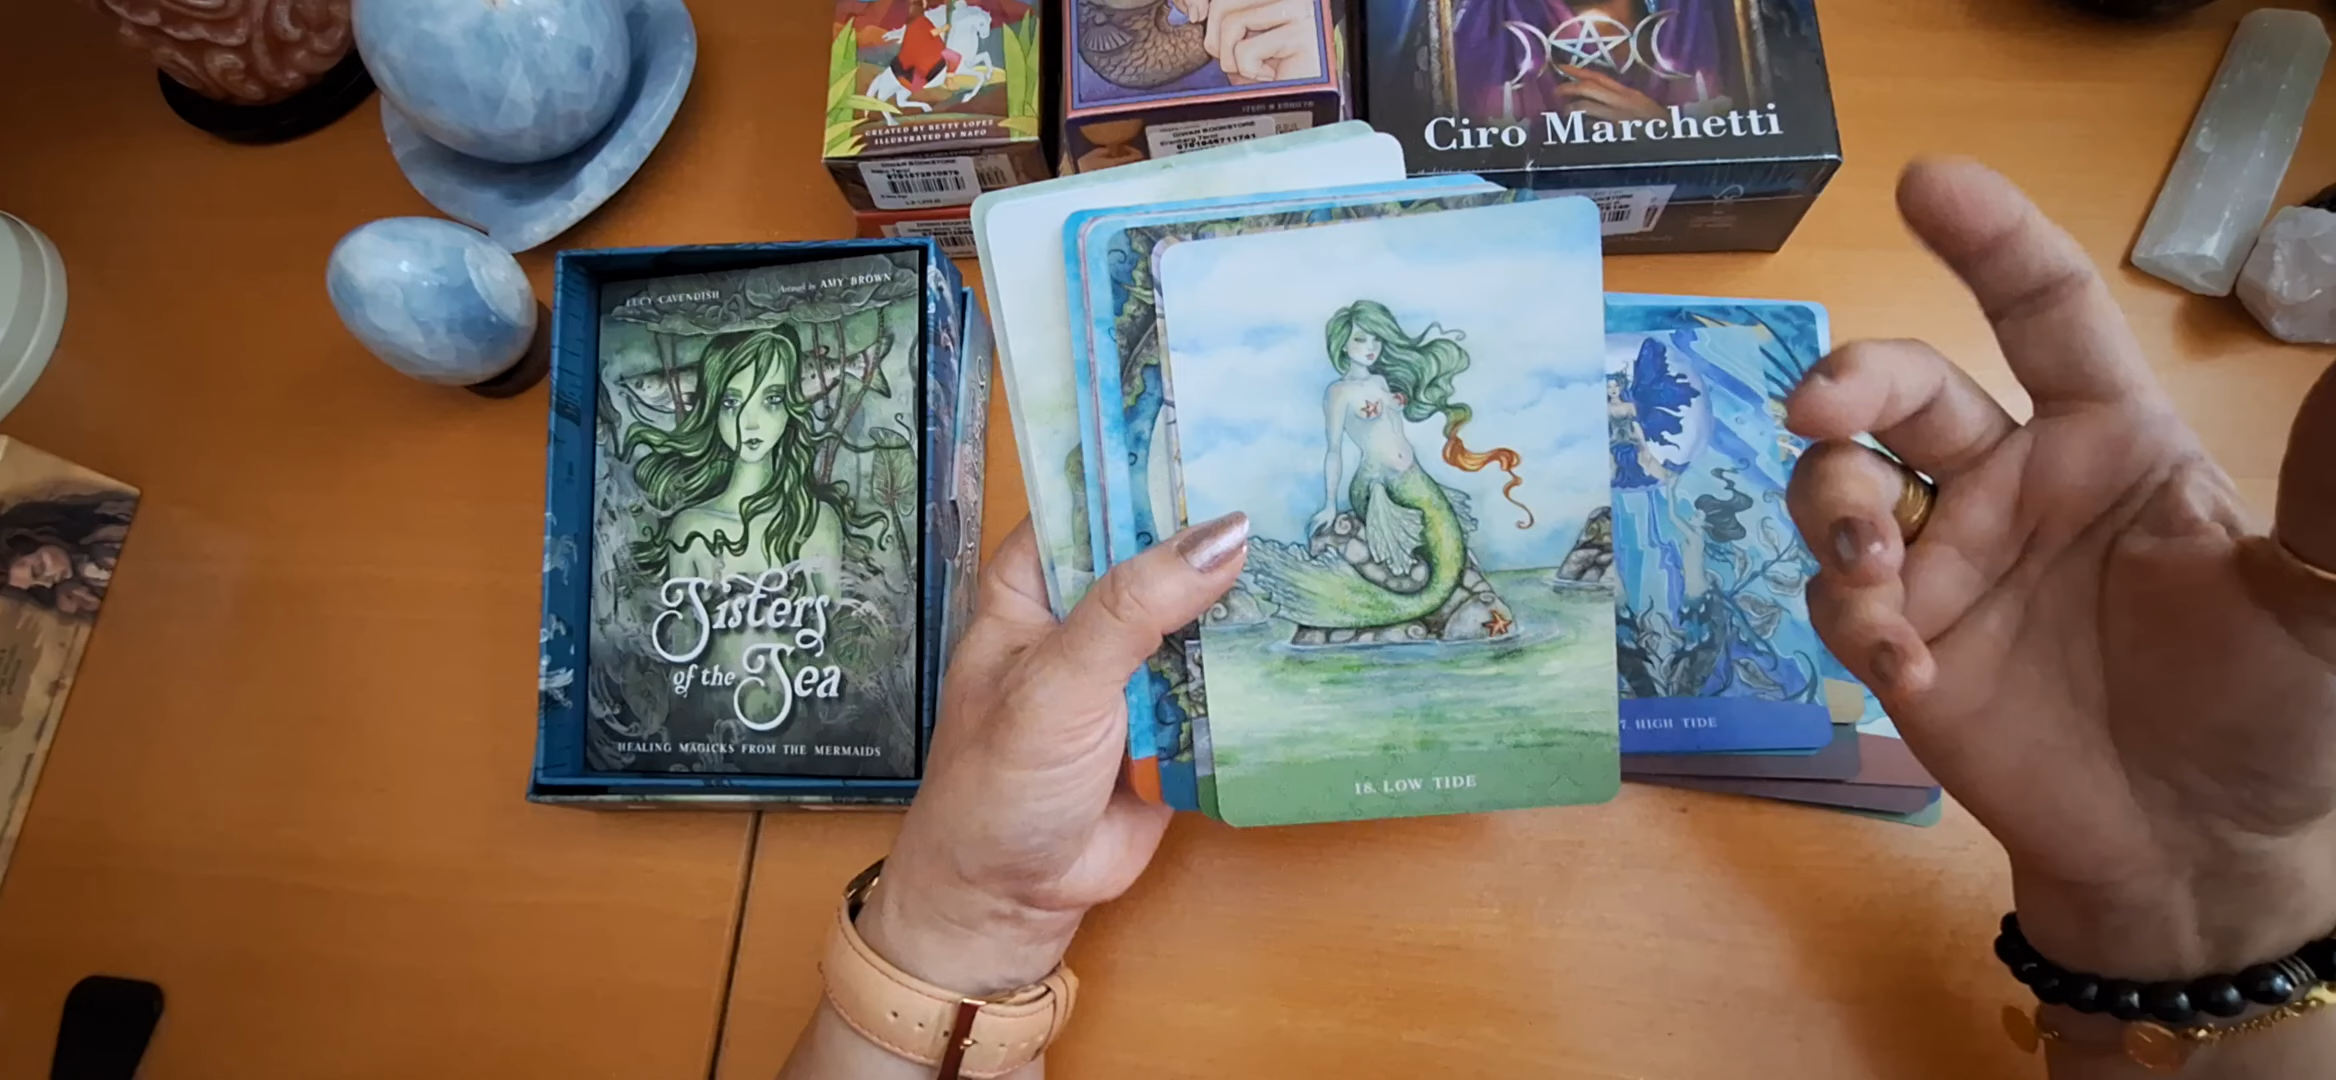 CREATED BY BETTY LOPEZ
ILLUSTRATED BY NAPO
Ciro Marchetti
LUCY CAVENDISH
Artwork by AMY BROWN
Sisters
of the Sea
HEALING MAGICKS FROM THE MERMAIDS
18. LOW TIDE
7. HIGH TIDE